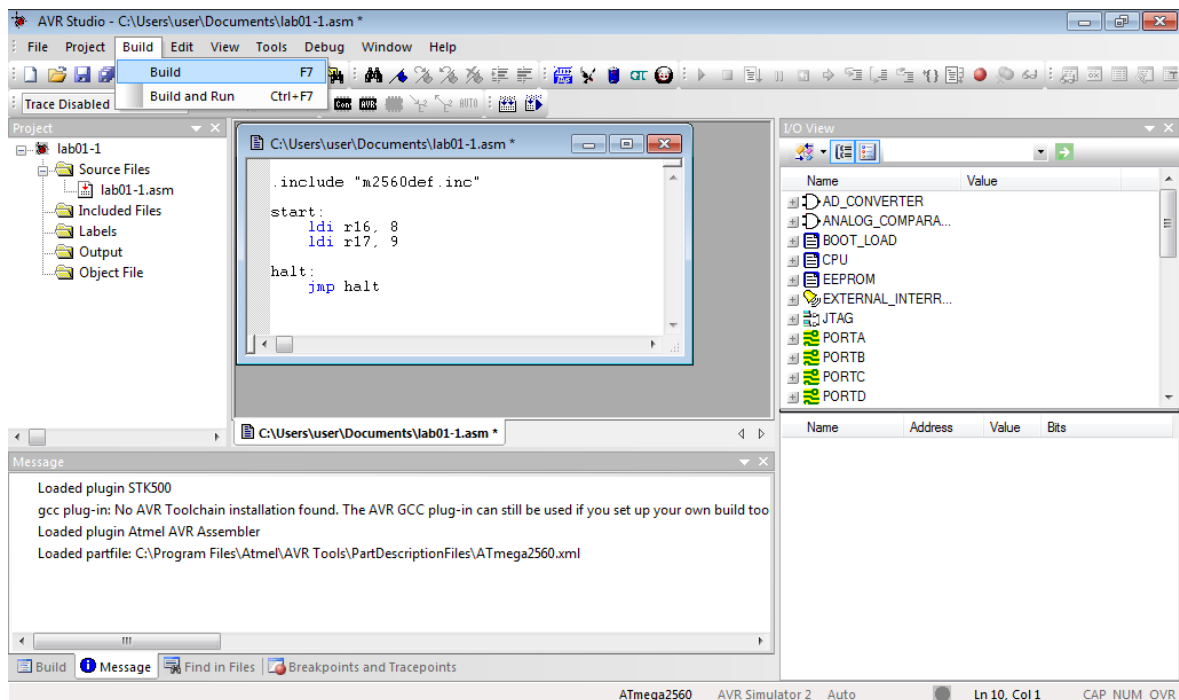 AVR Studio - C:\Users\user\Documents\lab01-1.asm *
File Project Build Edit View Tools Debug Window Help
Build F7
Build and Run Ctrl+F7
Trace Disabled
Con AVR AUTO
Project
lab01-1
Source Files
lab01-1.asm
Included Files
Labels
Output
Object File
C:\Users\user\Documents\lab01-1.asm *
.include "m2560def.inc"
start:
ldi r16, 8
ldi r17, 9
halt:
jmp halt
C:\Users\user\Documents\lab01-1.asm *
I/O View
Name Value
AD_CONVERTER
ANALOG_COMPARA...
BOOT_LOAD
CPU
EEPROM
EXTERNAL_INTERR...
JTAG
PORTA
PORTB
PORTC
PORTD
Name Address Value Bits
Message
Loaded plugin STK500
gcc plug-in: No AVR Toolchain installation found. The AVR GCC plug-in can still be used if you set up your own build too
Loaded plugin Atmel AVR Assembler
Loaded partfile: C:\Program Files\Atmel\AVR Tools\PartDescriptionFiles\ATmega2560.xml
Build Message Find in Files Breakpoints and Tracepoints
ATmega2560 AVR Simulator 2 Auto Ln 10, Col 1 CAP NUM OVR